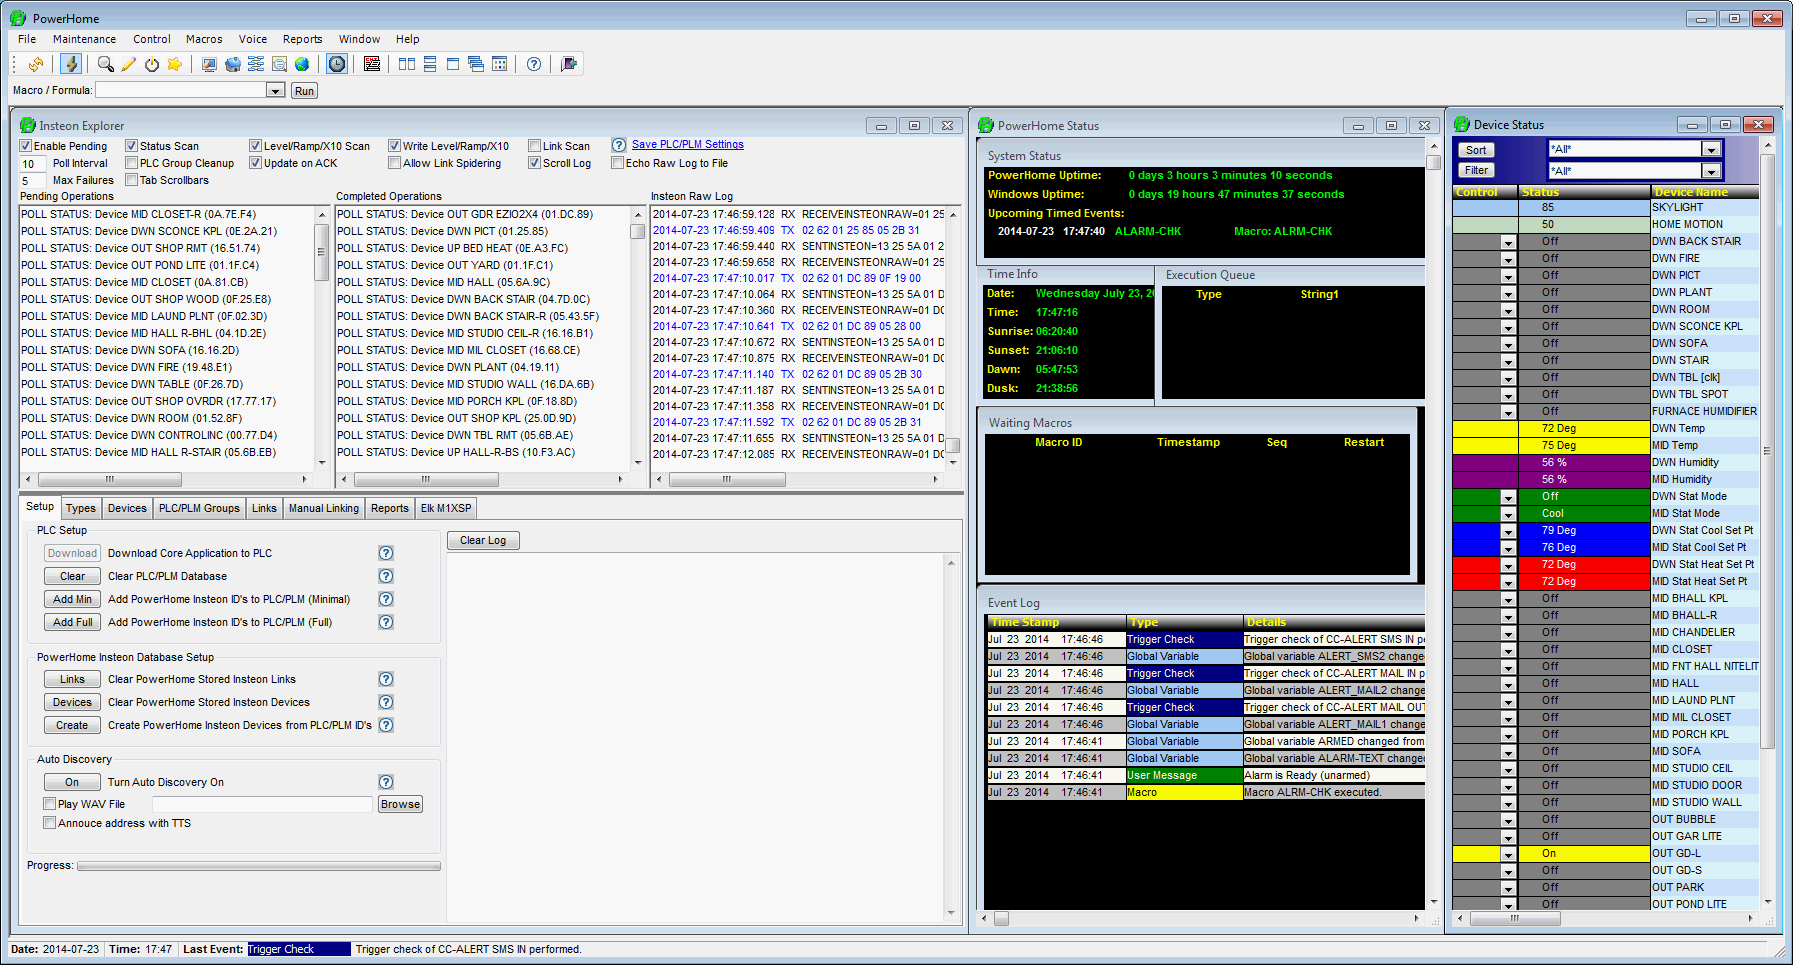 PowerHome
File Maintenance Control Macros Voice Reports Window Help
Macro / Formula: Run
Insteon Explorer
Enable Pending Status Scan Level/Ramp/X10 Scan Write Level/Ramp/X10 Link Scan Save PLC/PLM Settings
10 Poll Interval PLC Group Cleanup Update on ACK Allow Link Spidering Scroll Log Echo Raw Log to File
5 Max Failures Tab Scrollbars
Pending Operations
POLL STATUS: Device MID CLOSET-R (0A.7E.F4)
POLL STATUS: Device DWN SCONCE KPL (0E.2A.21)
POLL STATUS: Device OUT SHOP RMT (16.51.74)
POLL STATUS: Device OUT POND LITE (01.1F.C4)
POLL STATUS: Device MID CLOSET (0A.81.CB)
POLL STATUS: Device OUT SHOP WOOD (0F.25.E8)
POLL STATUS: Device MID LAUND PLNT (0F.02.3D)
POLL STATUS: Device MID HALL R-BHL (04.1D.2E)
POLL STATUS: Device DWN SOFA (16.16.2D)
POLL STATUS: Device DWN FIRE (19.48.E1)
POLL STATUS: Device DWN TABLE (0F.26.7D)
POLL STATUS: Device OUT SHOP OVRDR (17.77.17)
POLL STATUS: Device DWN ROOM (01.52.8F)
POLL STATUS: Device DWN CONTROLINC (00.77.D4)
POLL STATUS: Device MID HALL R-STAIR (05.6B.EB)
Completed Operations
POLL STATUS: Device OUT GDR EZIO2X4 (01.DC.89)
POLL STATUS: Device DWN PICT (01.25.85)
POLL STATUS: Device UP BED HEAT (0E.A3.FC)
POLL STATUS: Device OUT YARD (01.1F.C1)
POLL STATUS: Device MID HALL (05.6A.9C)
POLL STATUS: Device DWN BACK STAIR (04.7D.0C)
POLL STATUS: Device DWN BACK STAIR-R (05.43.5F)
POLL STATUS: Device MID STUDIO CEIL-R (16.16.B1)
POLL STATUS: Device MID MIL CLOSET (16.68.CE)
POLL STATUS: Device DWN PLANT (04.19.11)
POLL STATUS: Device MID STUDIO WALL (16.DA.6B)
POLL STATUS: Device MID PORCH KPL (0F.18.8D)
POLL STATUS: Device OUT SHOP KPL (25.0D.9D)
POLL STATUS: Device DWN TBL RMT (05.6B.AE)
POLL STATUS: Device UP HALL-R-BS (10.F3.AC)
Insteon Raw Log
2014-07-23 17:46:59.128 RX RECEIVEINSTEONRAW=01 25
2014-07-23 17:46:59.409 TX 02 62 01 25 85 05 2B 31
2014-07-23 17:46:59.440 RX SENTINSTEON=13 25 5A 01 2
2014-07-23 17:46:59.658 RX RECEIVEINSTEONRAW=01 25
2014-07-23 17:47:10.017 TX 02 62 01 DC 89 0F 19 00
2014-07-23 17:47:10.064 RX SENTINSTEON=13 25 5A 01 D
2014-07-23 17:47:10.360 RX RECEIVEINSTEONRAW=01 DC
2014-07-23 17:47:10.641 TX 02 62 01 DC 89 05 28 00
2014-07-23 17:47:10.672 RX SENTINSTEON=13 25 5A 01 D
2014-07-23 17:47:10.875 RX RECEIVEINSTEONRAW=01 DC
2014-07-23 17:47:11.140 TX 02 62 01 DC 89 05 2B 30
2014-07-23 17:47:11.187 RX SENTINSTEON=13 25 5A 01 D
2014-07-23 17:47:11.358 RX RECEIVEINSTEONRAW=01 DC
2014-07-23 17:47:11.592 TX 02 62 01 DC 89 05 2B 31
2014-07-23 17:47:11.655 RX SENTINSTEON=13 25 5A 01 D
2014-07-23 17:47:12.085 RX RECEIVEINSTEONRAW=01 DC
Setup Types Devices PLC/PLM Groups Links Manual Linking Reports Elk M1XSP
PLC Setup
Download Download Core Application to PLC
Clear Clear PLC/PLM Database
Add Min Add PowerHome Insteon ID's to PLC/PLM (Minimal)
Add Full Add PowerHome Insteon ID's to PLC/PLM (Full)
PowerHome Insteon Database Setup
Links Clear PowerHome Stored Insteon Links
Devices Clear PowerHome Stored Insteon Devices
Create Create PowerHome Insteon Devices from PLC/PLM ID's
Auto Discovery
On Turn Auto Discovery On
Play WAV File Browse
Annouce address with TTS
Progress:
Clear Log
PowerHome Status
System Status
PowerHome Uptime: 0 days 3 hours 3 minutes 10 seconds
Windows Uptime: 0 days 19 hours 47 minutes 37 seconds
Upcoming Timed Events:
2014-07-23 17:47:40 ALARM-CHK Macro: ALRM-CHK
Time Info
Date: Wednesday July 23, 20
Time: 17:47:16
Sunrise: 06:20:40
Sunset: 21:06:10
Dawn: 05:47:53
Dusk: 21:38:56
Execution Queue
Type String1
Waiting Macros
Macro ID Timestamp Seq Restart
Event Log
Time Stamp Type Details
Jul 23 2014 17:46:46 Trigger Check Trigger check of CC-ALERT SMS IN pe
Jul 23 2014 17:46:46 Global Variable Global variable ALERT_SMS2 changed
Jul 23 2014 17:46:46 Trigger Check Trigger check of CC-ALERT MAIL IN p
Jul 23 2014 17:46:46 Global Variable Global variable ALERT_MAIL2 change
Jul 23 2014 17:46:46 Trigger Check Trigger check of CC-ALERT MAIL OUT
Jul 23 2014 17:46:46 Global Variable Global variable ALERT_MAIL1 change
Jul 23 2014 17:46:41 Global Variable Global variable ARMED changed from
Jul 23 2014 17:46:41 Global Variable Global variable ALARM-TEXT change
Jul 23 2014 17:46:41 User Message Alarm is Ready (unarmed)
Jul 23 2014 17:46:41 Macro Macro ALRM-CHK executed.
Device Status
Sort *All*
Filter *All*
Control Status Device Name
85 SKYLIGHT
50 HOME MOTION
Off DWN BACK STAIR
Off DWN FIRE
Off DWN PICT
Off DWN PLANT
Off DWN ROOM
Off DWN SCONCE KPL
Off DWN SOFA
Off DWN STAIR
Off DWN TBL [clk]
Off DWN TBL SPOT
Off FURNACE HUMIDIFIER
72 Deg DWN Temp
75 Deg MID Temp
56 % DWN Humidity
56 % MID Humidity
Off DWN Stat Mode
Cool MID Stat Mode
79 Deg DWN Stat Cool Set Pt
76 Deg MID Stat Cool Set Pt
72 Deg DWN Stat Heat Set Pt
72 Deg MID Stat Heat Set Pt
Off MID BHALL KPL
Off MID BHALL-R
Off MID CHANDELIER
Off MID CLOSET
Off MID FNT HALL NITELIT
Off MID HALL
Off MID LAUND PLNT
Off MID MIL CLOSET
Off MID PORCH KPL
Off MID SOFA
Off MID STUDIO CEIL
Off MID STUDIO DOOR
Off MID STUDIO WALL
Off OUT BUBBLE
Off OUT GAR LITE
On OUT GD-L
Off OUT GD-S
Off OUT PARK
Off OUT POND LITE
Date: 2014-07-23 Time: 17:47 Last Event: Trigger Check Trigger check of CC-ALERT SMS IN performed.